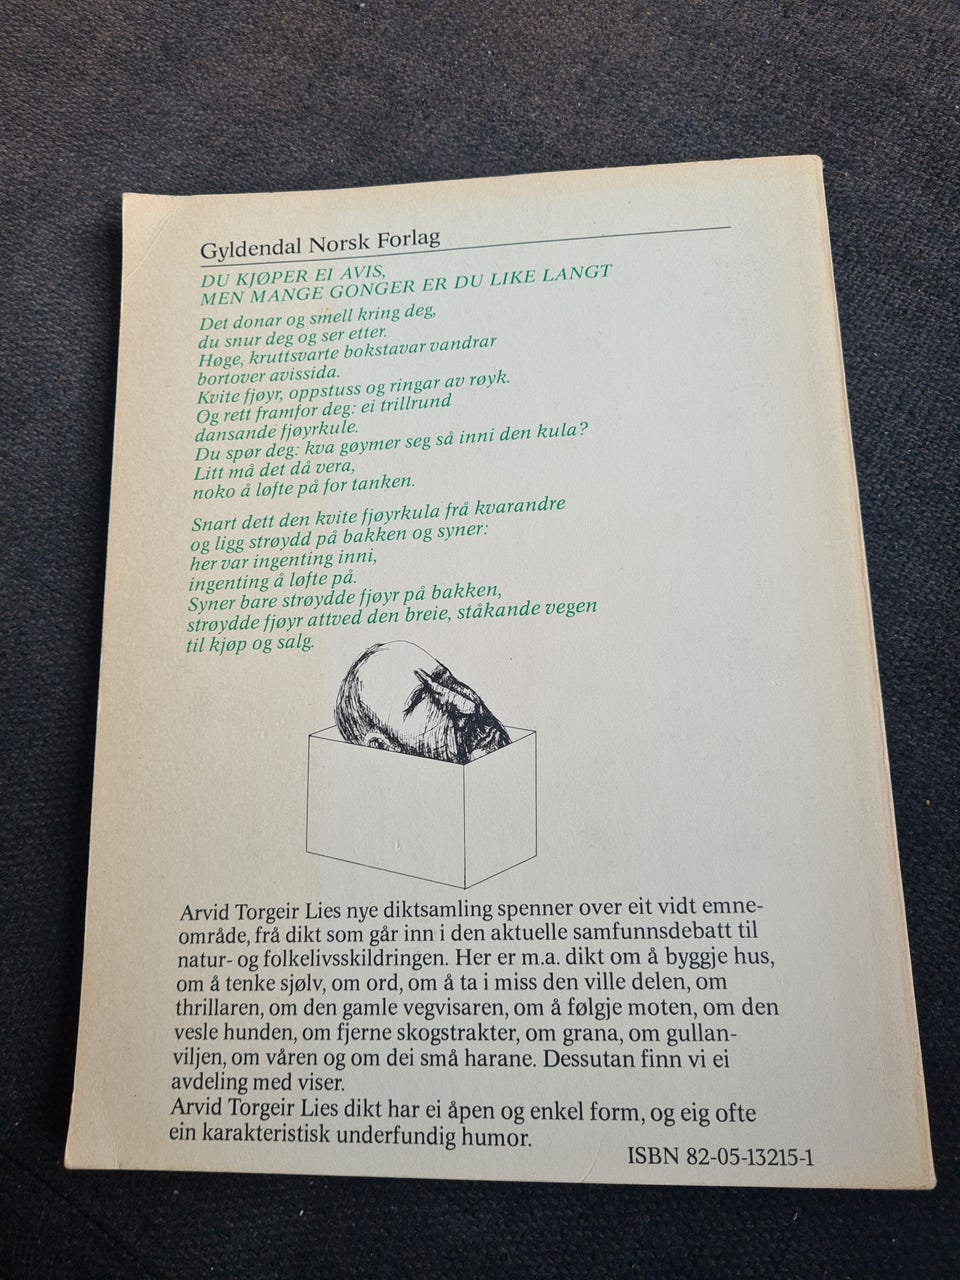 Gyldendal Norsk Forlag
DU KJØPER EI AVIS,
MEN MANGE GONGER ER DU LIKE LANGT
Det donar og smell kring deg,
du snur deg og ser etter.
Høge, kruttsvarte bokstavar vandrar
bortover avissida.
Kvite fjøyr, oppstuss og ringar av røyk.
Og rett framfor deg: ei trillrund
dansande fjøyrkule.
Du spør deg: kva gøymer seg så inni den kula?
Litt må det då vera,
noko å løfte på for tanken.
Snart dett den kvite fjøyrkula frå kvarandre
og ligg strøydd på bakken og syner:
her var ingenting inni,
ingenting å løfte på.
Syner bare strøydde fjøyr på bakken,
strøydde fjøyr attved den breie, ståkande vegen
til kjøp og salg.
Arvid Torgeir Lies nye diktsamling spenner over eit vidt emne-
område, frå dikt som går inn i den aktuelle samfunnsdebatt til
natur- og folkelivsskildringen. Her er m.a. dikt om å byggje hus,
om å tenke sjølv, om ord, om å ta i miss den ville delen, om
thrillaren, om den gamle vegvisaren, om å følgje moten, om den
vesle hunden, om fjerne skogstrakter, om grana, om gullan-
viljen, om våren og om dei små harane. Dessutan finn vi ei
avdeling med viser.
Arvid Torgeir Lies dikt har ei åpen og enkel form, og eig ofte
ein karakteristisk underfundig humor.
ISBN 82-05-13215-1